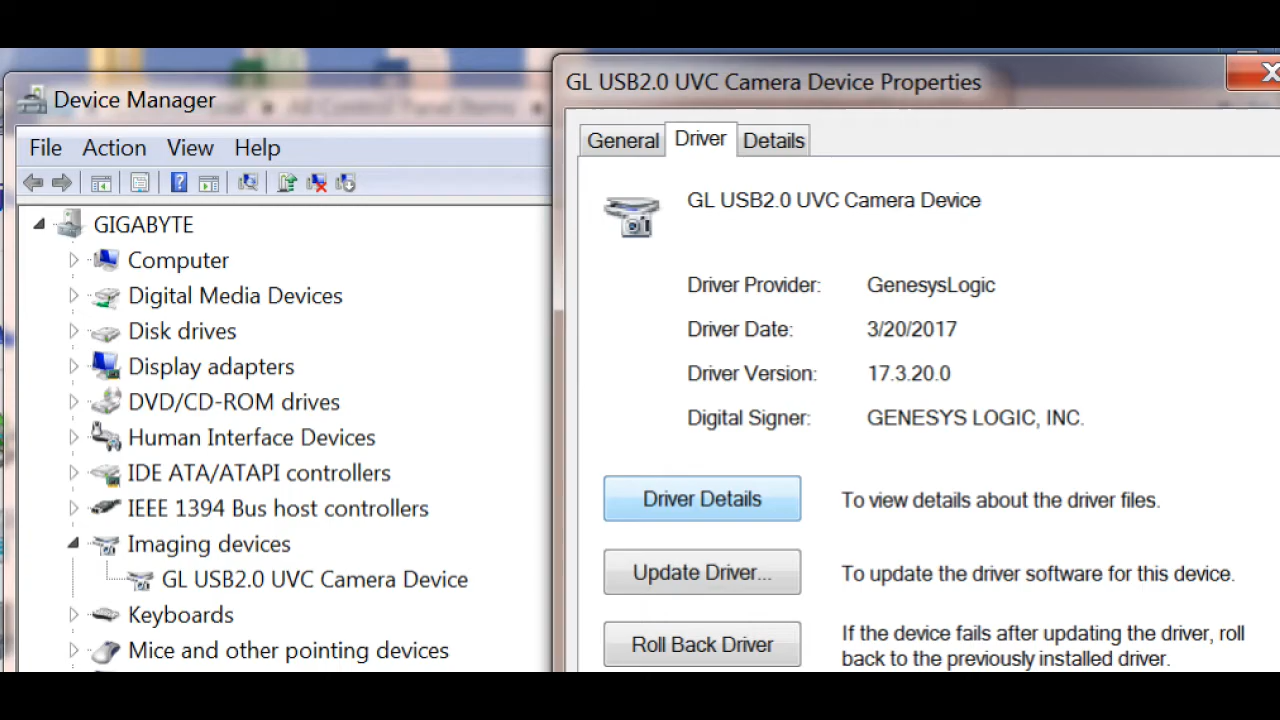 Device Manager
File Action View Help
GIGABYTE
Computer
Digital Media Devices
Disk drives
Display adapters
DVD/CD-ROM drives
Human Interface Devices
IDE ATA/ATAPI controllers
IEEE 1394 Bus host controllers
Imaging devices
GL USB2.0 UVC Camera Device
Keyboards
Mice and other pointing devices
GL USB2.0 UVC Camera Device Properties
General Driver Details
GL USB2.0 UVC Camera Device
Driver Provider: GenesysLogic
Driver Date: 3/20/2017
Driver Version: 17.3.20.0
Digital Signer: GENESYS LOGIC, INC.
Driver Details To view details about the driver files.
Update Driver... To update the driver software for this device.
Roll Back Driver If the device fails after updating the driver, roll
back to the previously installed driver.